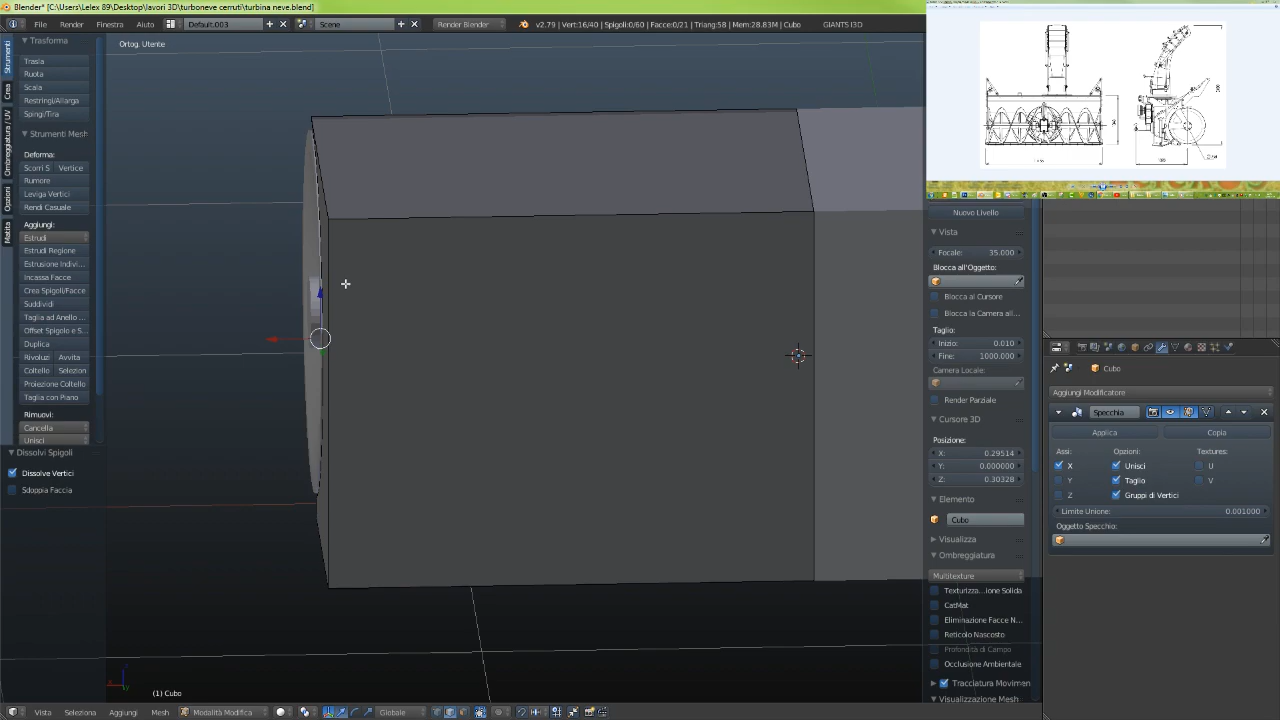 Blender* [C:\Users\Lelex 89\Desktop\lavori 3D\turboneve cerruti\turbina neve.blend]
File Finestra Aiuto Default.003 Scene Blender Render v2.79 | Vert:16/40 | Spigoli:0/60 | Facce:0/21 | Triang:58 | Mem:28.83M | Cubo GIANTS I3D
Strumenti
Crea
Ombreggiatura / UV
Opzioni
Matita
Trasforma
Trasla
Ruota
Scala
Restringi/Allarga
Spingi/Tira
Strumenti Mesh
Deforma:
Scorri S Vertice
Rumore
Leviga Vertici
Rendi Casuale
Aggiungi:
Estrudi
Estrudi Regione
Estrusione Indivi...
Incassa Facce
Crea Spigoli/Facce
Suddividi
Taglia ad Anello ...
Offset Spigolo e S...
Duplica
Rivoluzi Avvita
Coltello Selezion
Proiezione Coltello
Taglia con Piano
Rimuovi:
Cancella
Unisci
Dissolvi Spigoli
Dissolve Vertici
Sdoppia Faccia
Ortog. Utente
(1) Cubo
Nuovo Livello
Vista
Focale: 35.000
Blocca all'Oggetto:
Blocca al Cursore
Blocca la Camera all...
Taglio:
Inizio: 0.010
Fine: 1000.000
Camera Locale:
Render Parziale
Cursore 3D
Posizione:
X: 0.29514
Y: 0.000000
Z: 0.30328
Elemento
Cubo
Visualizza
Ombreggiatura
Multitexture
Texturizza...ione Solida
CatMat
Eliminazione Facce N...
Reticolo Nascosto
Profondità di Campo
Occlusione Ambientale
Tracciatura Movimen
Visualizzazione Mesh
Cubo
Aggiungi Modificatore
Specchia
Applica Copia
Assi: Opzioni: Textures:
X Unisci U
Y Taglio V
Z Gruppi di Vertici
Limite Unione: 0.001000
Oggetto Specchio:
Vista Seleziona Aggiungi Mesh Modalità Modifica Globale